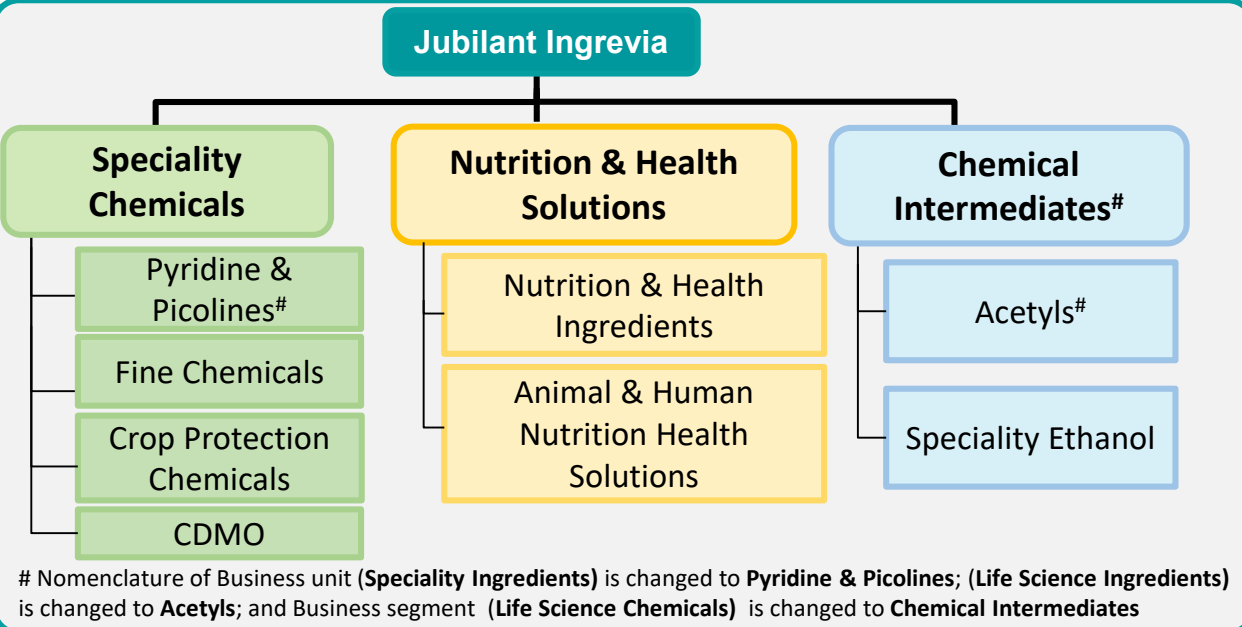 Jubilant Ingrevia
Speciality
Chemicals
Pyridine &
Picolines#
Fine Chemicals
Crop Protection
Chemicals
CDMO
Nutrition & Health
Solutions
Nutrition & Health
Ingredients
Animal & Human
Nutrition Health
Solutions
Chemical
Intermediates#
Acetyls#
Speciality Ethanol
# Nomenclature of Business unit (Speciality Ingredients) is changed to Pyridine & Picolines; (Life Science Ingredients)
is changed to Acetyls; and Business segment (Life Science Chemicals) is changed to Chemical Intermediates